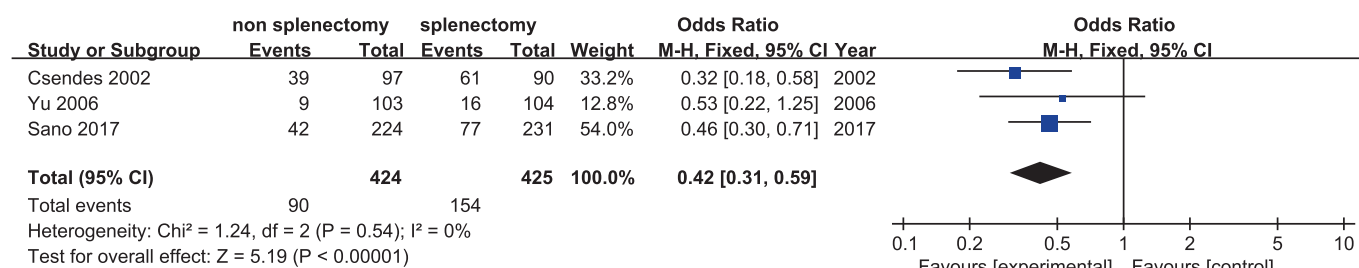 non splenectomy splenectomy Odds Ratio Odds Ratio
Study or Subgroup Events Total Events Total Weight M-H, Fixed, 95% CI Year M-H, Fixed, 95% CI
Csendes 2002 39 97 61 90 33.2% 0.32 [0.18, 0.58] 2002
Yu 2006 9 103 16 104 12.8% 0.53 [0.22, 1.25] 2006
Sano 2017 42 224 77 231 54.0% 0.46 [0.30, 0.71] 2017
Total (95% CI) 424 425 100.0% 0.42 [0.31, 0.59]
Total events 90 154
Heterogeneity: Chi² = 1.24, df = 2 (P = 0.54); I² = 0%
Test for overall effect: Z = 5.19 (P < 0.00001)
0.1 0.2 0.5 1 2 5 10
Favours [experimental] Favours [control]